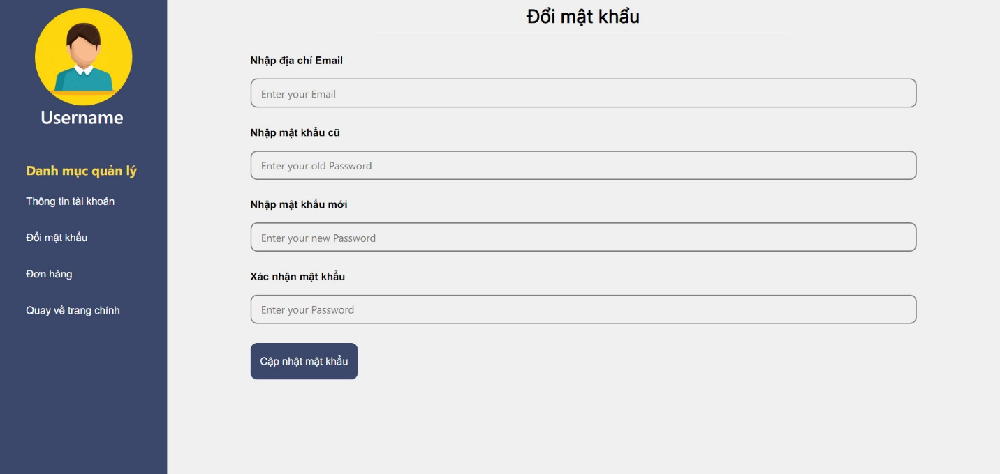 Username
Danh mục quản lý
Thông tin tài khoản
Đổi mật khẩu
Đơn hàng
Quay về trang chính
Đổi mật khẩu
Nhập địa chỉ Email
Enter your Email
Nhập mật khẩu cũ
Enter your old Password
Nhập mật khẩu mới
Enter your new Password
Xác nhận mật khẩu
Enter your Password
Cập nhật mật khẩu